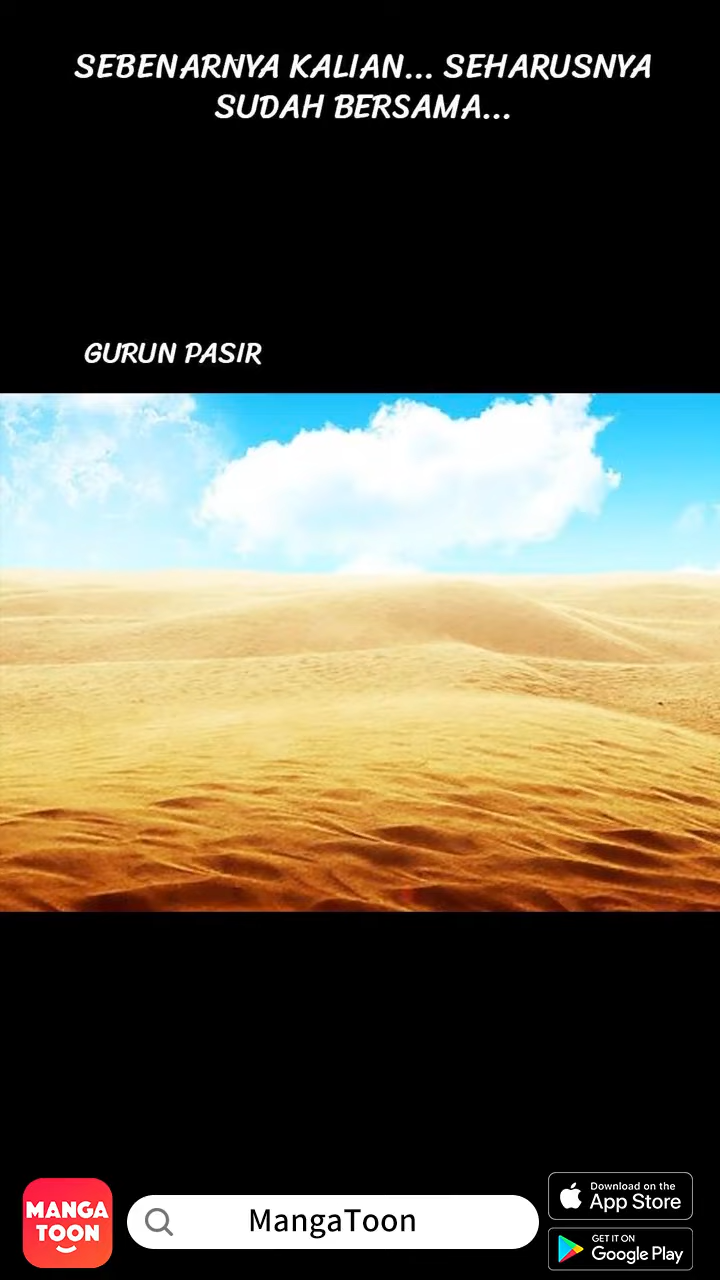 SEBENARNYA KALIAN... SEHARUSNYA
SUDAH BERSAMA...
GURUN PASIR
MANGA
TOON
MangaToon
Download on the
App Store
GET IT ON
Google Play